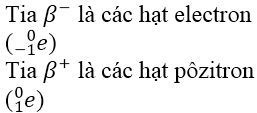 Tia β⁻ là các hạt electron
(₋₁⁰e)
Tia β⁺ là các hạt pôzitron
(₁⁰e)